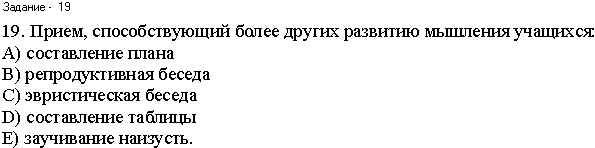 Задание - 19
19. Прием, способствующий более других развитию мышления учащихся:
A) составление плана
B) репродуктивная беседа
C) эвристическая беседа
D) составление таблицы
E) заучивание наизусть.